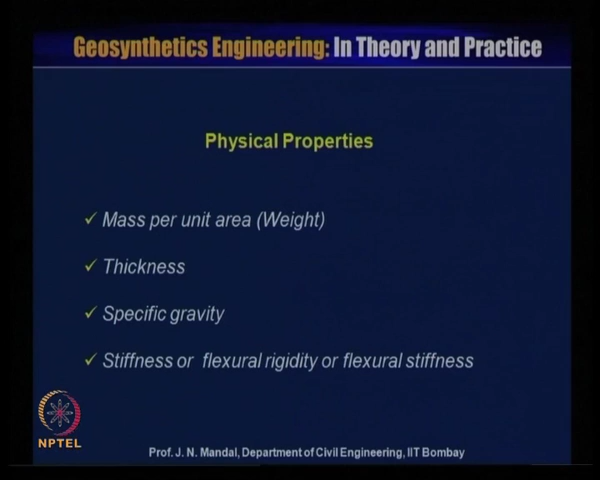 Geosynthetics Engineering: In Theory and Practice
Physical Properties
✓ Mass per unit area (Weight)
✓ Thickness
✓ Specific gravity
✓ Stiffness or flexural rigidity or flexural stiffness
NPTEL
Prof. J. N. Mandal, Department of Civil Engineering, IIT Bombay